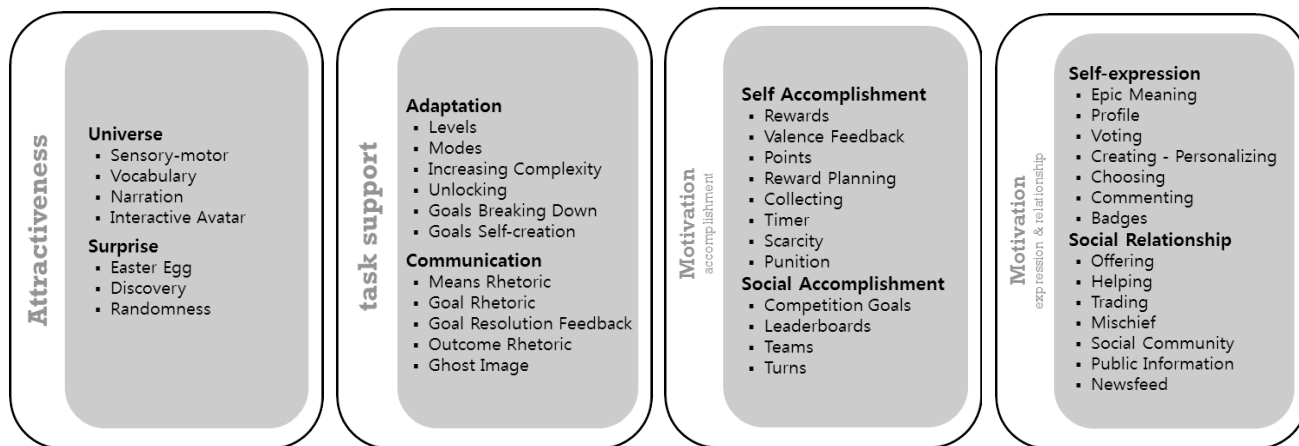 Attractiveness
Universe
▪ Sensory-motor
▪ Vocabulary
▪ Narration
▪ Interactive Avatar
Surprise
▪ Easter Egg
▪ Discovery
▪ Randomness
task support
Adaptation
▪ Levels
▪ Modes
▪ Increasing Complexity
▪ Unlocking
▪ Goals Breaking Down
▪ Goals Self-creation
Communication
▪ Means Rhetoric
▪ Goal Rhetoric
▪ Goal Resolution Feedback
▪ Outcome Rhetoric
▪ Ghost Image
Motivation
accomplishment
Self Accomplishment
▪ Rewards
▪ Valence Feedback
▪ Points
▪ Reward Planning
▪ Collecting
▪ Timer
▪ Scarcity
▪ Punition
Social Accomplishment
▪ Competition Goals
▪ Leaderboards
▪ Teams
▪ Turns
Motivation
expression & relationship
Self-expression
▪ Epic Meaning
▪ Profile
▪ Voting
▪ Creating - Personalizing
▪ Choosing
▪ Commenting
▪ Badges
Social Relationship
▪ Offering
▪ Helping
▪ Trading
▪ Mischief
▪ Social Community
▪ Public Information
▪ Newsfeed